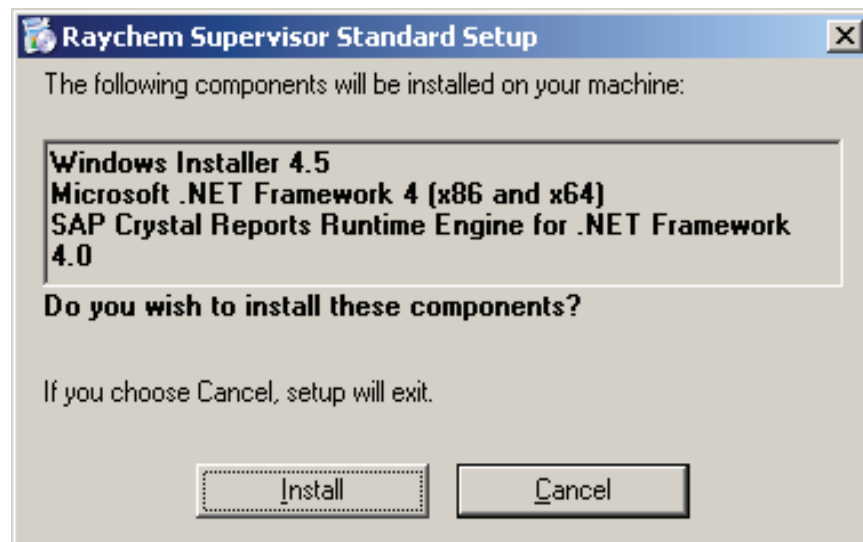 Raychem Supervisor Standard Setup
The following components will be installed on your machine:
Windows Installer 4.5
Microsoft .NET Framework 4 (x86 and x64)
SAP Crystal Reports Runtime Engine for .NET Framework
4.0
Do you wish to install these components?
If you choose Cancel, setup will exit.
Install
Cancel